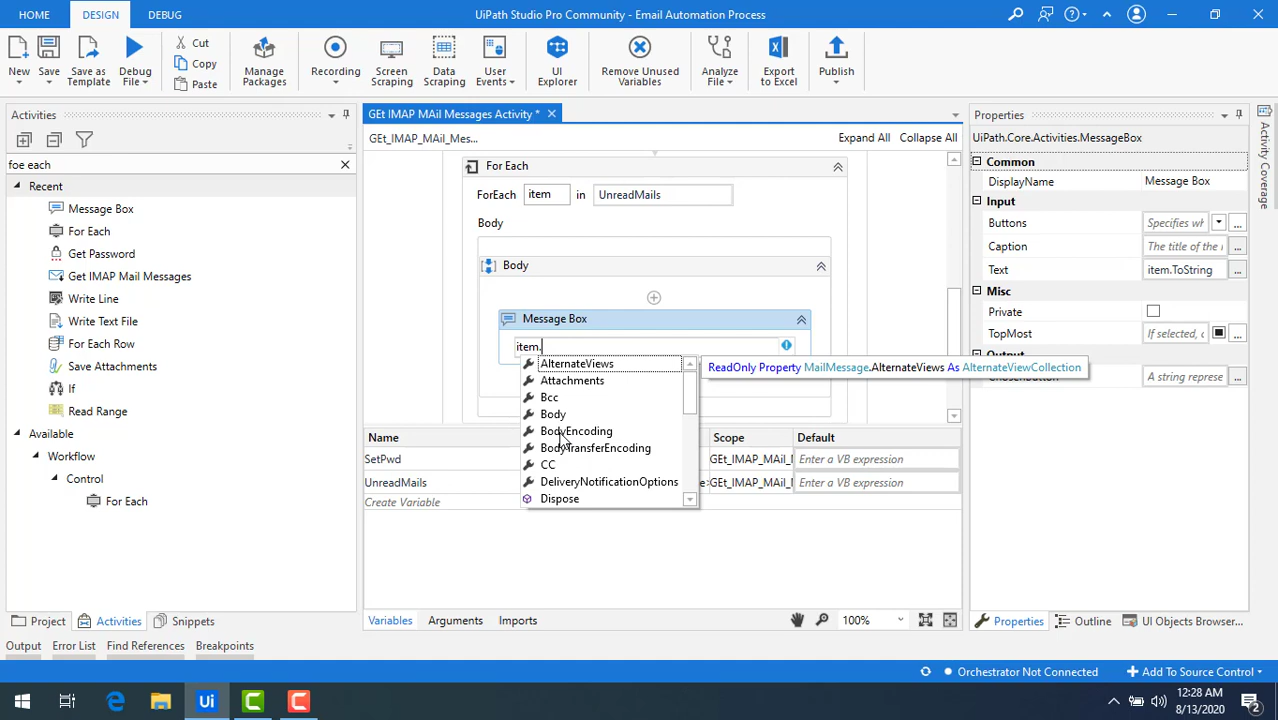 HOME DESIGN DEBUG UiPath Studio Pro Community - Email Automation Process
New Save Save as Template Debug File Cut Copy Paste Manage Packages Recording Screen Scraping Data Scraping User Events UI Explorer Remove Unused Variables Analyze File Export to Excel Publish
Activities
foe each
Recent
Message Box
For Each
Get Password
Get IMAP Mail Messages
Write Line
Write Text File
For Each Row
Save Attachments
If
Read Range
Available
Workflow
Control
For Each
Project Activities Snippets
GEt IMAP MAil Messages Activity *
GEt_IMAP_MAil_Mes... Expand All Collapse All
For Each
ForEach item in UnreadMails
Body
Body
Message Box
item.
AlternateViews
Attachments
Bcc
Body
BodyEncoding
BodyTransferEncoding
CC
DeliveryNotificationOptions
Dispose
ReadOnly Property MailMessage.AlternateViews As AlternateViewCollection
Name Scope Default
SetPwd GEt_IMAP_MAil_M Enter a VB expression
UnreadMails GEt_IMAP_MAil_M Enter a VB expression
Create Variable
Variables Arguments Imports 100%
Properties
UiPath.Core.Activities.MessageBox
Common
DisplayName Message Box
Input
Buttons Specifies wh ...
Caption The title of the ...
Text item.ToString ...
Misc
Private
TopMost If selected, ...
Output
A string represe ...
Properties Outline UI Objects Browser...
Activity Coverage
Output Error List Find References Breakpoints
Orchestrator Not Connected Add To Source Control
Ui
12:28 AM
8/13/2020
2